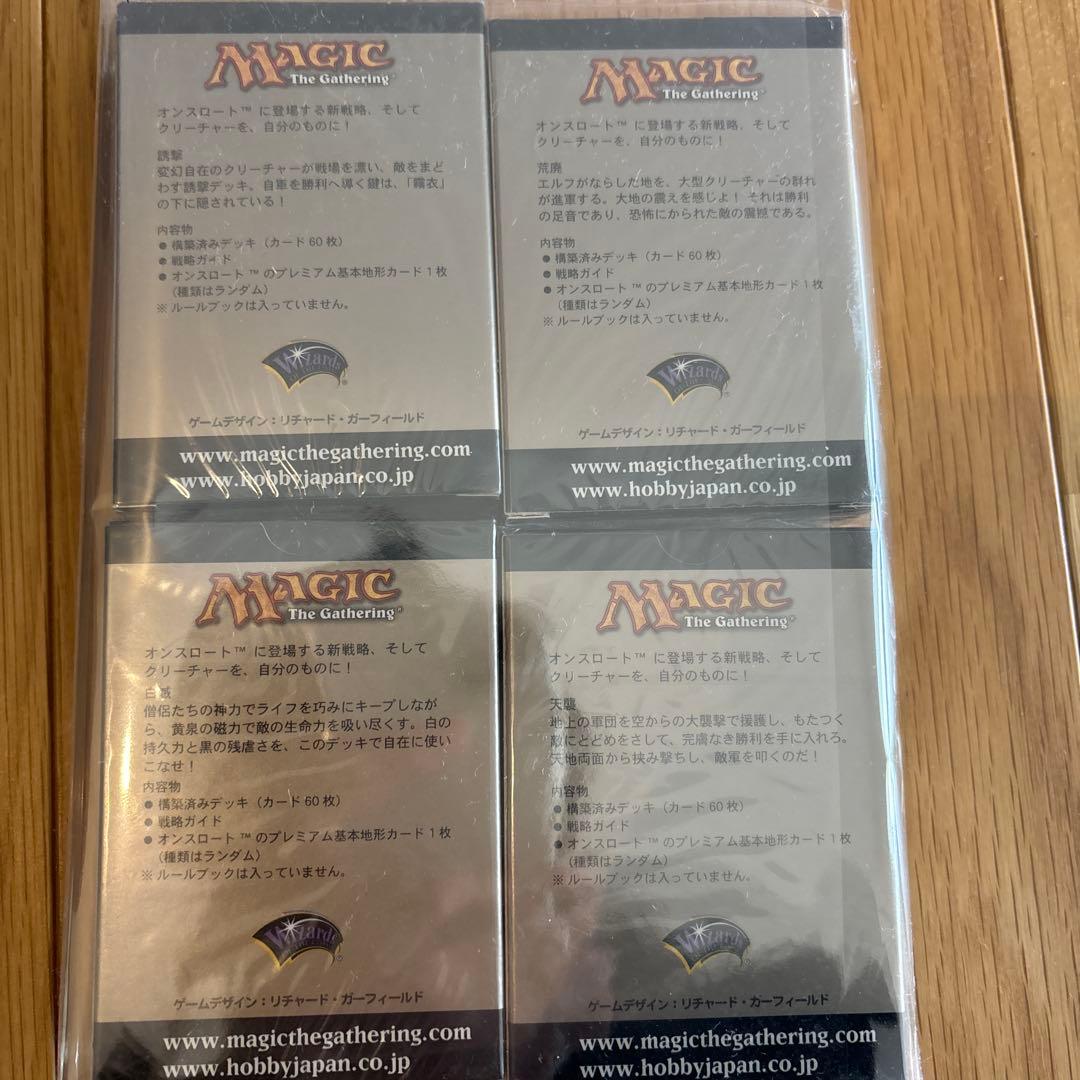 MAGIC
The Gathering®
オンスロート™ に登場する新戦略、そして
クリーチャーを、自分のものに！
誘撃
変幻自在のクリーチャーが戦場を漂い、敵をまど
わす誘撃デッキ。自軍を勝利へ導く鍵は、「霧衣」
の下に隠されている！
内容物
● 構築済みデッキ（カード 60 枚）
● 戦略ガイド
● オンスロート ™ のプレミアム基本地形カード 1 枚
（種類はランダム）
※ ルールブックは入っていません。
Wizards
ゲームデザイン：リチャード・ガーフィールド
www.magicthegathering.com
www.hobbyjapan.co.jp
MAGIC
The Gathering®
オンスロート™ に登場する新戦略、そして
クリーチャーを、自分のものに！
荒廃
エルフがならした地を、大型クリーチャーの群れ
が進軍する。大地の震えを感じよ！ それは勝利
の足音であり、恐怖にかられた敵の震撼である。
内容物
● 構築済みデッキ（カード 60 枚）
● 戦略ガイド
● オンスロート ™ のプレミアム基本地形カード 1 枚
（種類はランダム）
※ ルールブックは入っていません。
Wizards
ゲームデザイン：リチャード・ガーフィールド
www.magicthegathering.com
www.hobbyjapan.co.jp
MAGIC
The Gathering®
オンスロート™ に登場する新戦略、そして
クリーチャーを、自分のものに！
僧侶たちの神力でライフを巧みにキープしなが
ら、黄泉の磁力で敵の生命力を吸い尽くす。白の
持久力と黒の残虐さを、このデッキで自在に使い
こなせ！
内容物
● 構築済みデッキ（カード 60 枚）
● 戦略ガイド
● オンスロート ™ のプレミアム基本地形カード 1 枚
（種類はランダム）
※ ルールブックは入っていません。
Wizards
ゲームデザイン：リチャード・ガーフィールド
www.magicthegathering.com
www.hobbyjapan.co.jp
MAGIC
The Gathering®
オンスロート™ に登場する新戦略、そして
クリーチャーを、自分のものに！
天襲
地上の軍団を空からの大襲撃で援護し、もたつく
敵にとどめをさして、完膚なき勝利を手に入れろ。
天地両面から挟み撃ちし、敵軍を叩くのだ！
内容物
● 構築済みデッキ（カード 60 枚）
● 戦略ガイド
● オンスロート ™ のプレミアム基本地形カード 1 枚
（種類はランダム）
※ ルールブックは入っていません。
Wizards
ゲームデザイン：リチャード・ガーフィールド
www.magicthegathering.com
www.hobbyjapan.co.jp